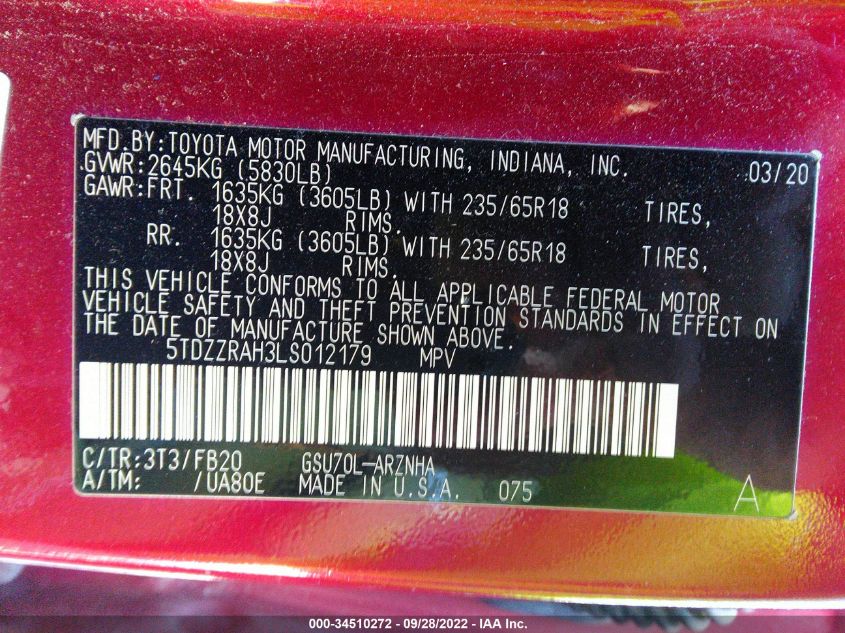 MFD.BY:TOYOTA MOTOR MANUFACTURING, INDIANA, INC. 03/20
GVWR:2645KG (5830LB)
GAWR:FRT. 1635KG (3605LB) WITH 235/65R18 TIRES,
18X8J RIMS.
RR. 1635KG (3605LB) WITH 235/65R18 TIRES,
18X8J RIMS.
THIS VEHICLE CONFORMS TO ALL APPLICABLE FEDERAL MOTOR
VEHICLE SAFETY AND THEFT PREVENTION STANDARDS IN EFFECT ON
THE DATE OF MANUFACTURE SHOWN ABOVE.
5TDZZRAH3LS012179 MPV
C/TR:3T3/FB20 GSU70L-ARZNHA
A/TM: /UA80E MADE IN U.S.A. 075 A
000-34510272 - 09/28/2022 - IAA Inc.